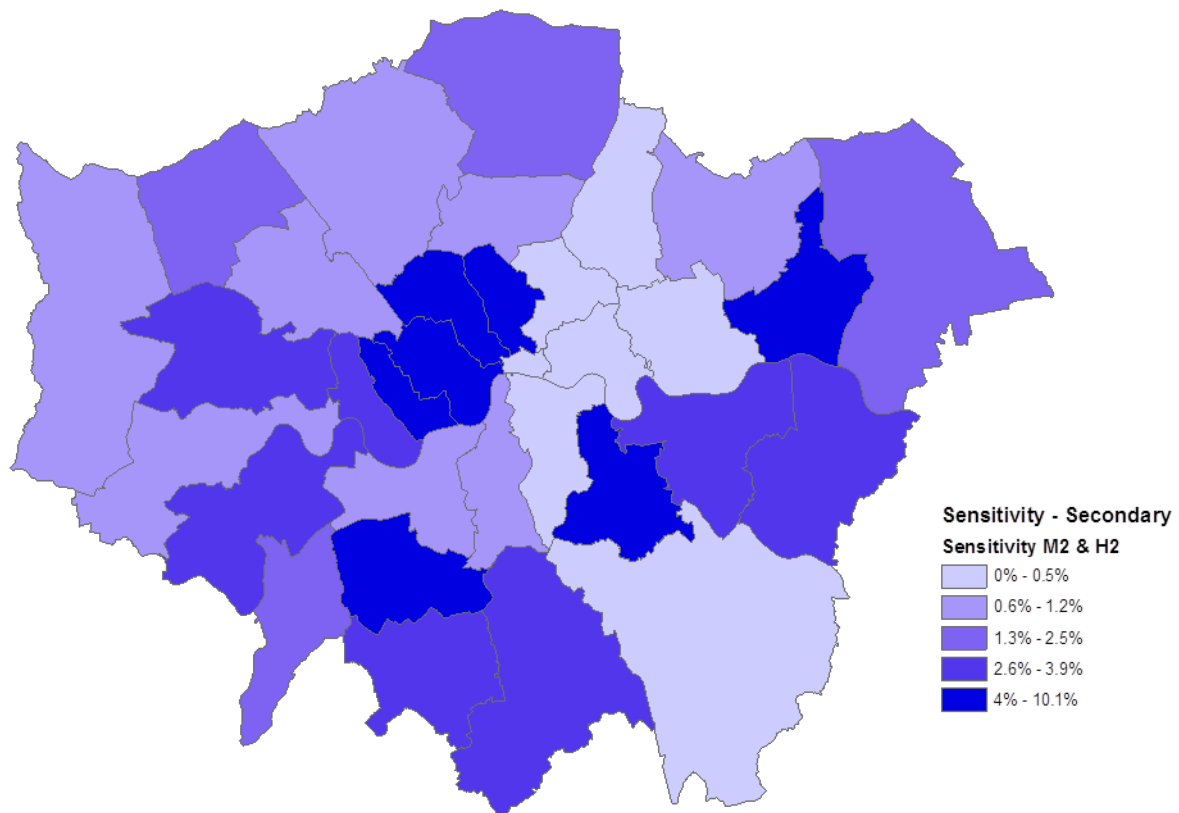 Sensitivity - Secondary
Sensitivity M2 & H2
0% - 0.5%
0.6% - 1.2%
1.3% - 2.5%
2.6% - 3.9%
4% - 10.1%